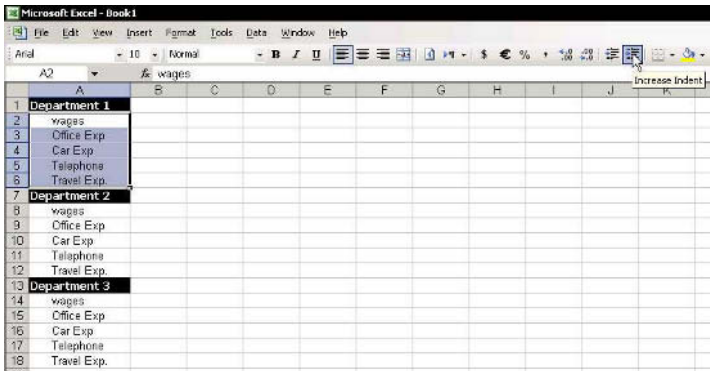 Microsoft Excel - Book1
File Edit View Insert Format Tools Data Window Help
Arial 10 Normal B I U $ € % ,
A2 fx wages
Increase Indent
A B C D E F G H I J K
1 Department 1
2 wages
3 Office Exp
4 Car Exp
5 Telephone
6 Travel Exp.
7 Department 2
8 wages
9 Office Exp
10 Car Exp
11 Telephone
12 Travel Exp.
13 Department 3
14 wages
15 Office Exp
16 Car Exp
17 Telephone
18 Travel Exp.